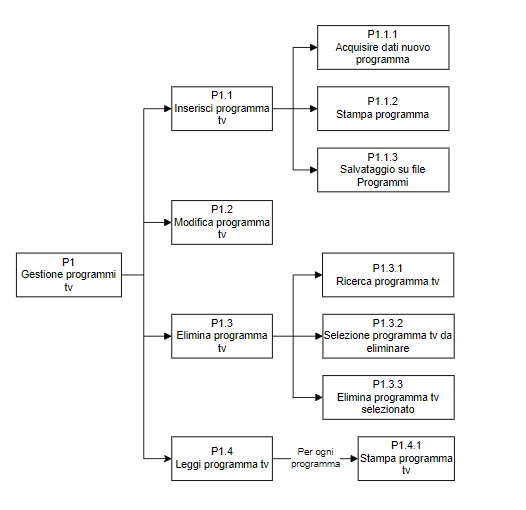 P1.1.1
Acquisire dati nuovo
programma
P1.1
Inserisci programma
tv
P1.1.2
Stampa programma
P1.1.3
Salvataggio su file
Programmi
P1.2
Modifica programma
tv
P1
Gestione programmi
tv
P1.3.1
Ricerca programma tv
P1.3
Elimina programma
tv
P1.3.2
Selezione programma tv da
eliminare
P1.3.3
Elimina programma tv
selezionato
P1.4
Leggi programma tv
Per ogni
programma
P1.4.1
Stampa programma
tv